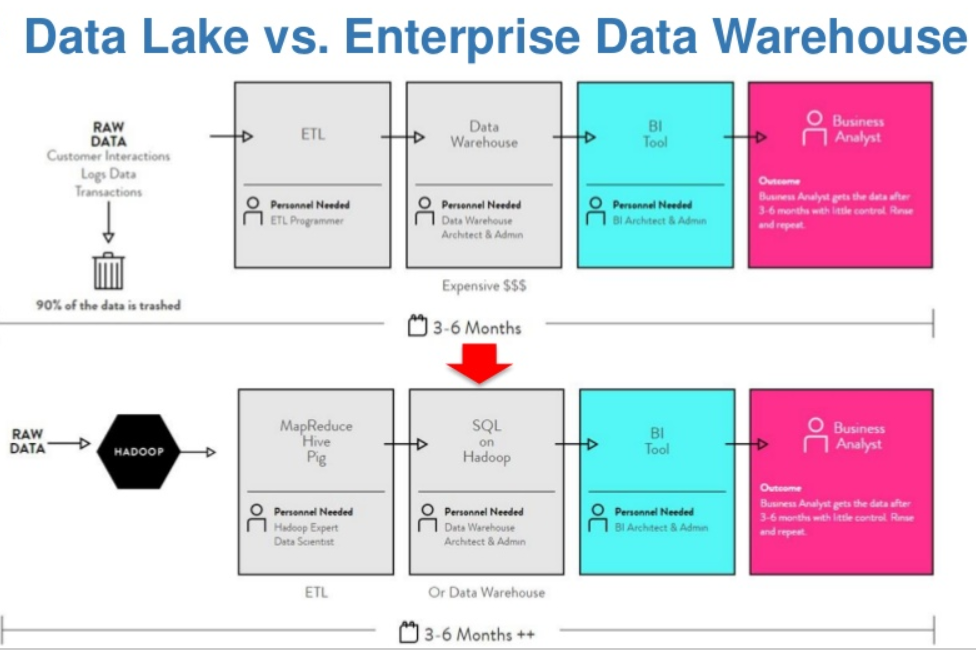 Data Lake vs. Enterprise Data Warehouse
RAW
DATA
Customer Interactions
Logs Data
Transactions
90% of the data is trashed
ETL
Personnel Needed
ETL Programmer
Data
Warehouse
Personnel Needed
Data Warehouse
Architect & Admin
Expensive $$$
BI
Tool
Personnel Needed
BI Architect & Admin
Business
Analyst
Outcome
Business Analyst gets the data after
3-6 months with little control. Rinse
and repeat.
3-6 Months
RAW
DATA
HADOOP
MapReduce
Hive
Pig
Personnel Needed
Hadoop Expert
Data Scientist
ETL
SQL
on
Hadoop
Personnel Needed
Data Warehouse
Architect & Admin
Or Data Warehouse
BI
Tool
Personnel Needed
BI Architect & Admin
Business
Analyst
Outcome
Business Analyst gets the data after
3-6 months with little control. Rinse
and repeat.
3-6 Months ++